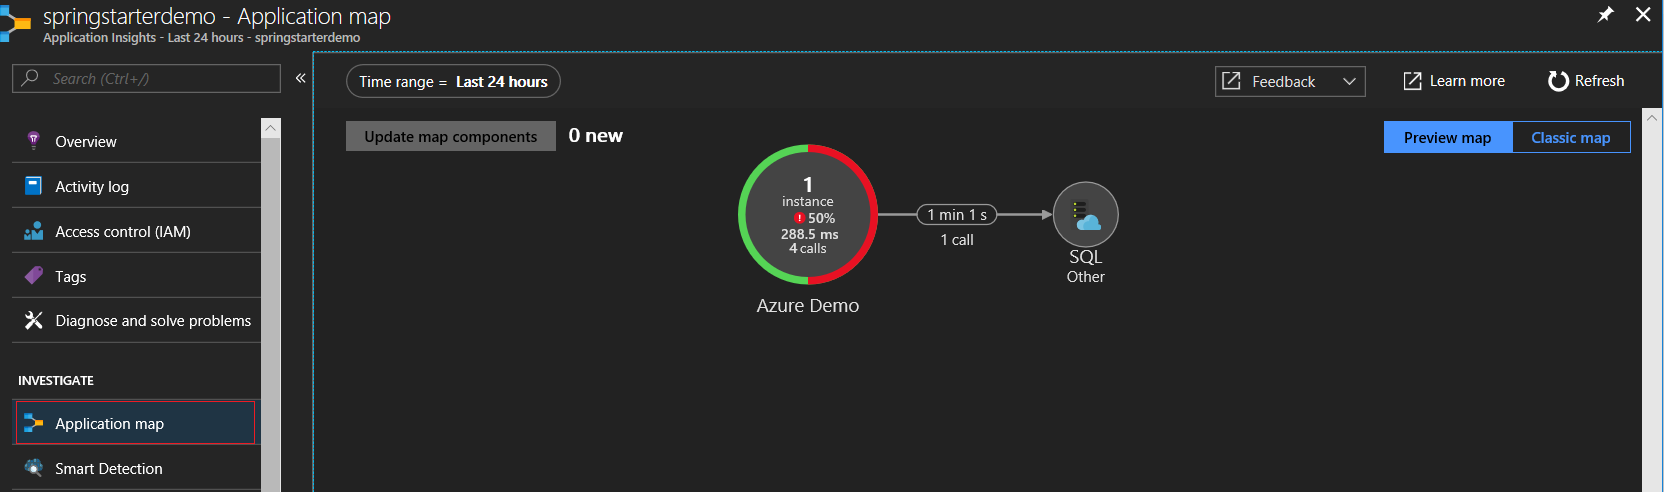 springstarterdemo - Application map
Application Insights - Last 24 hours - springstarterdemo
Search (Ctrl+/)
«
Overview
Activity log
Access control (IAM)
Tags
Diagnose and solve problems
INVESTIGATE
Application map
Smart Detection
Time range = Last 24 hours
Feedback
Learn more
Refresh
Update map components
0 new
Preview map
Classic map
1
instance
50%
288.5 ms
4 calls
Azure Demo
1 min 1 s
1 call
SQL
Other